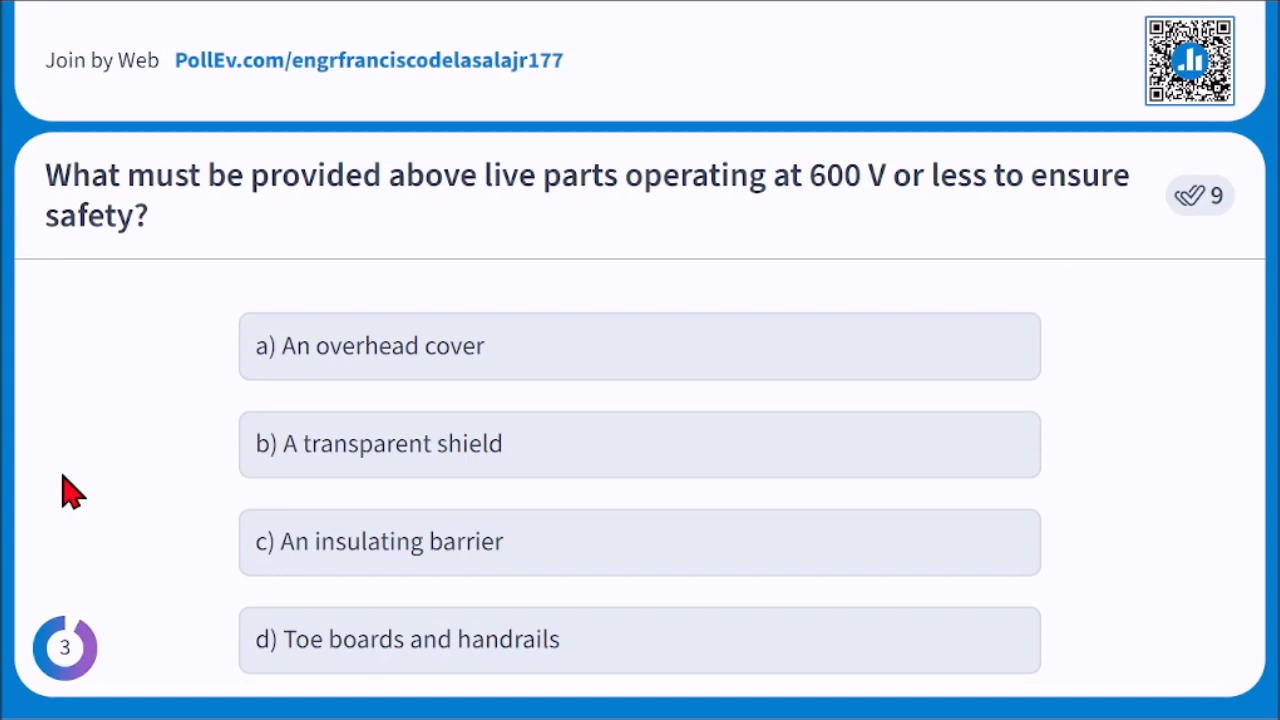 Join by Web PollEv.com/engrfranciscodelasalajr177
What must be provided above live parts operating at 600 V or less to ensure
safety?
9
a) An overhead cover
b) A transparent shield
c) An insulating barrier
d) Toe boards and handrails
3